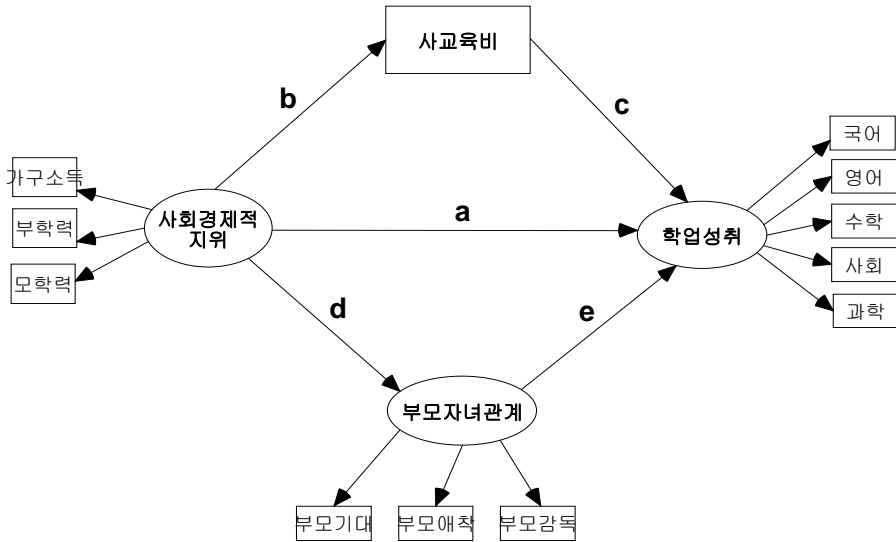 사교육비
b
c
국어
가구소득
영어
사회경제적
지위
a
부학력
수학
학업성취
모학력
사회
d
e
과학
부모자녀관계
부모기대
부모애착
부모감독